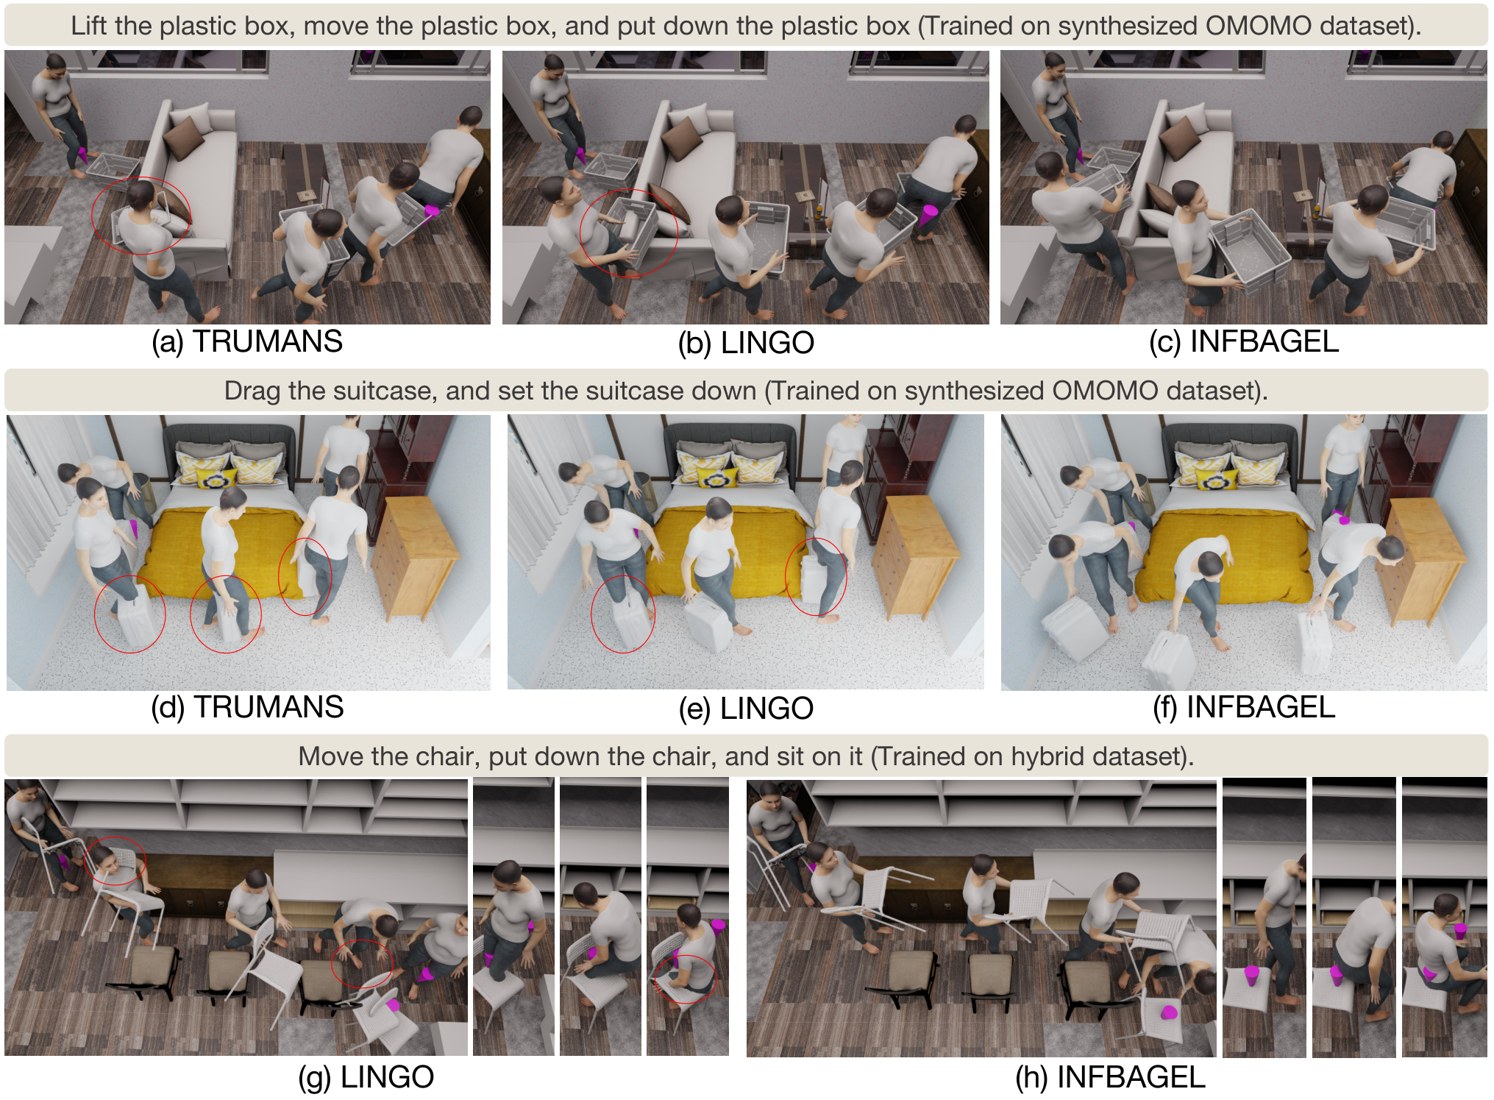 Lift the plastic box, move the plastic box, and put down the plastic box (Trained on synthesized OMOMO dataset).
(a) TRUMANS
(b) LINGO
(c) INFBAGEL
Drag the suitcase, and set the suitcase down (Trained on synthesized OMOMO dataset).
(d) TRUMANS
(e) LINGO
(f) INFBAGEL
Move the chair, put down the chair, and sit on it (Trained on hybrid dataset).
(g) LINGO
(h) INFBAGEL